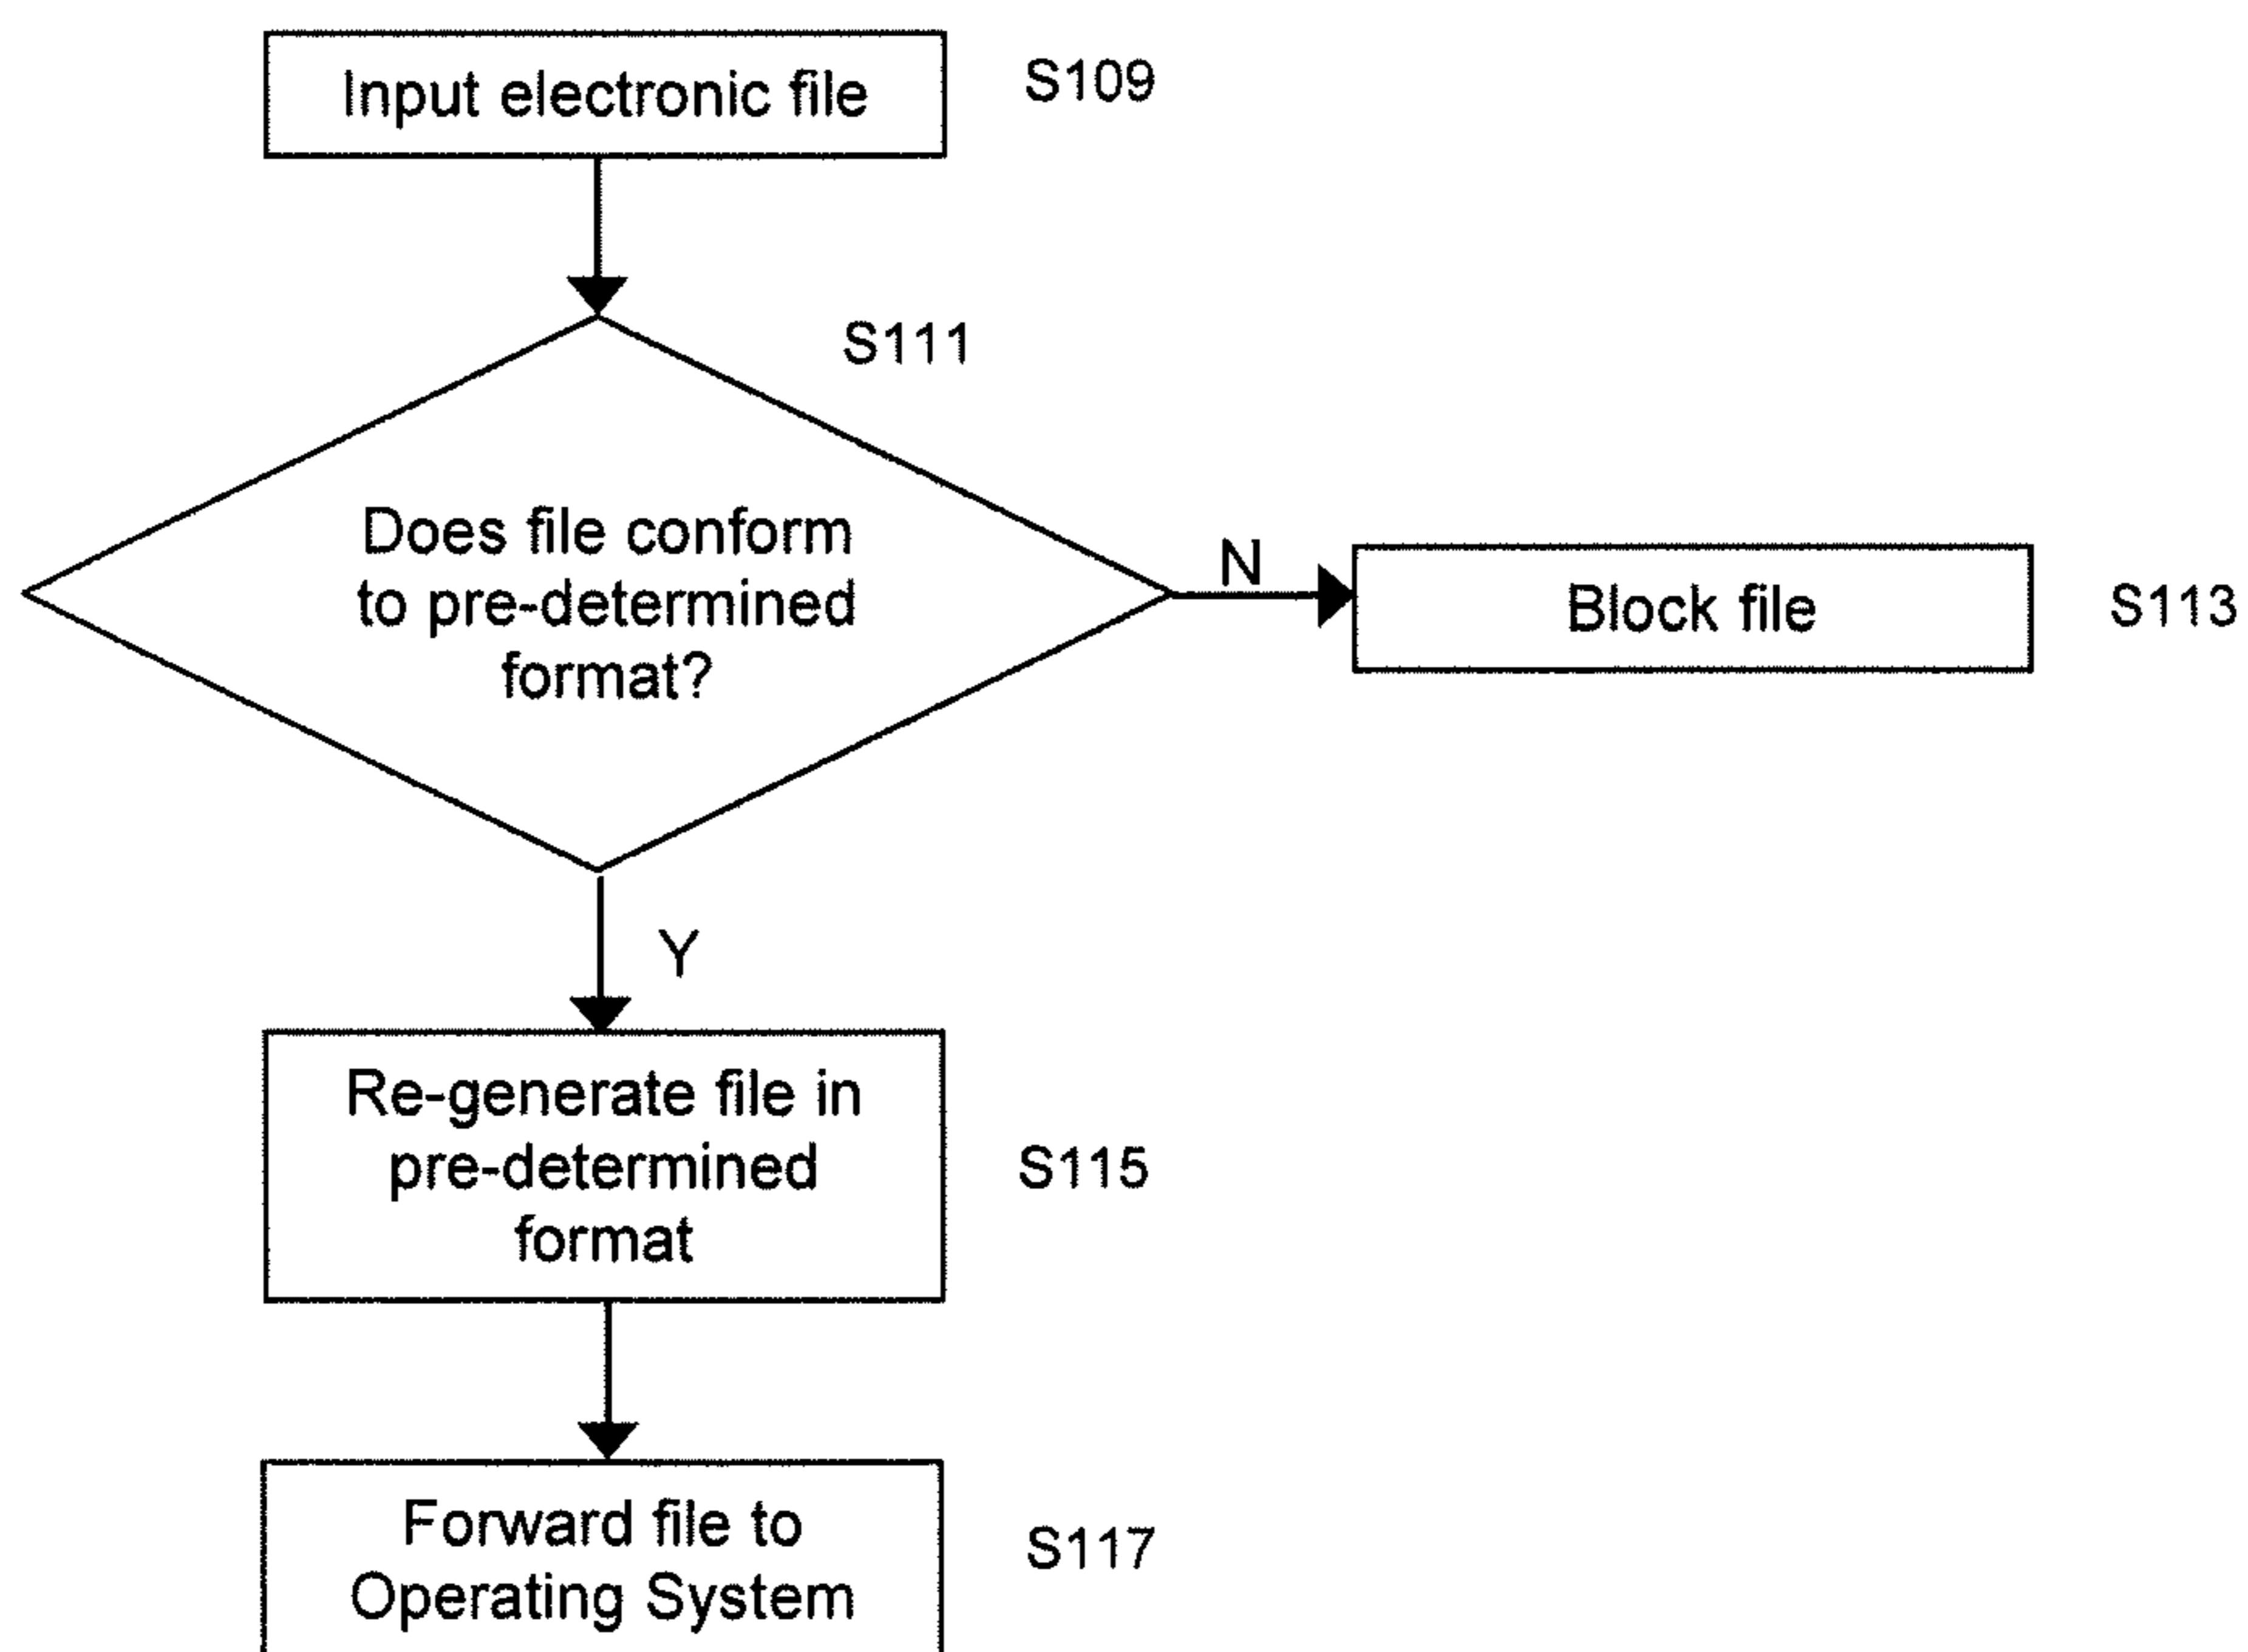 Input electronic file
S109
S111
Does file conform
to pre-determined
format?
N
Block file
S113
Y
Re-generate file in
pre-determined
format
S115
Forward file to
Operating System
S117